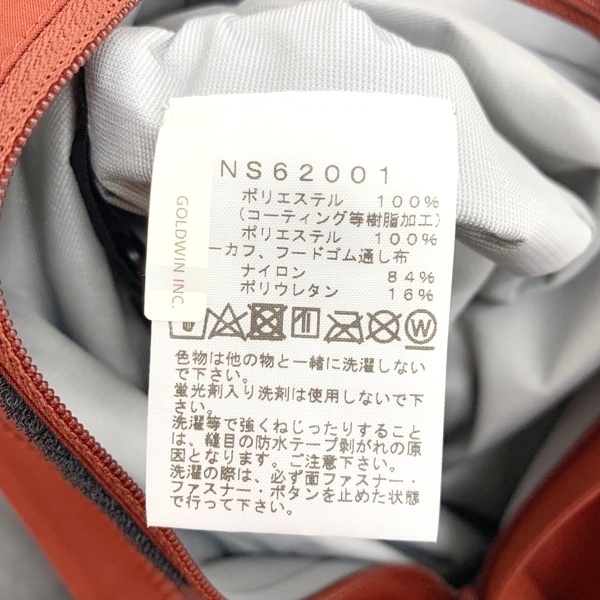 NS62001
GOLDWIN INC.
ポリエステル 100%
(コーティング等樹脂加工)
ポリエステル 100%
ーカフ、フードゴム通し布
ナイロン 84%
ポリウレタン 16%
W
色物は他の物と一緒に洗濯しない
で下さい。
蛍光剤入り洗剤は使用しないで下
さい。
洗濯等で強くねじったりすること
は、縫目の防水テープ剥がれの原
因となります。ご注意下さい。
洗濯の際は、必ず面ファスナー・
ファスナー・ボタンを止めた状態
で行って下さい。